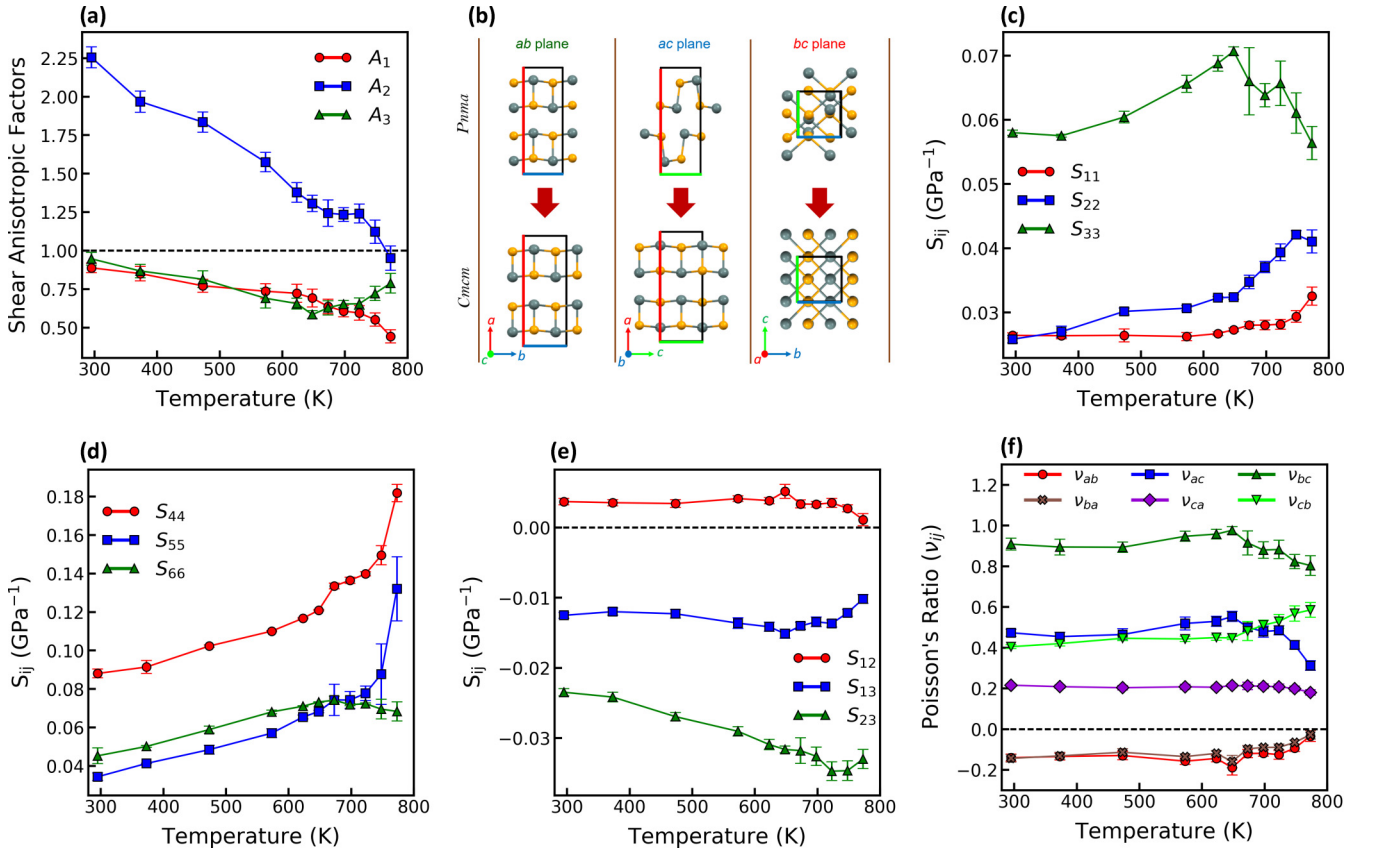 (a)
Shear Anisotropic Factors
2.25
2.00
1.75
1.50
1.25
1.00
0.75
0.50
A1
A2
A3
300 400 500 600 700 800
Temperature (K)
(b)
ab plane
ac plane
bc plane
Pnma
Cmcm
a
c
b
a
b
c
c
a
b
(c)
Sij (GPa−1)
0.07
0.06
0.05
0.04
0.03
S11
S22
S33
300 400 500 600 700 800
Temperature (K)
(d)
Sij (GPa−1)
0.18
0.16
0.14
0.12
0.10
0.08
0.06
0.04
S44
S55
S66
300 400 500 600 700 800
Temperature (K)
(e)
Sij (GPa−1)
0.00
−0.01
−0.02
−0.03
S12
S13
S23
300 400 500 600 700 800
Temperature (K)
(f)
Poisson's Ratio (νij)
νab νac νbc
νba νca νcb
1.2
1.0
0.8
0.6
0.4
0.2
0.0
−0.2
300 400 500 600 700 800
Temperature (K)